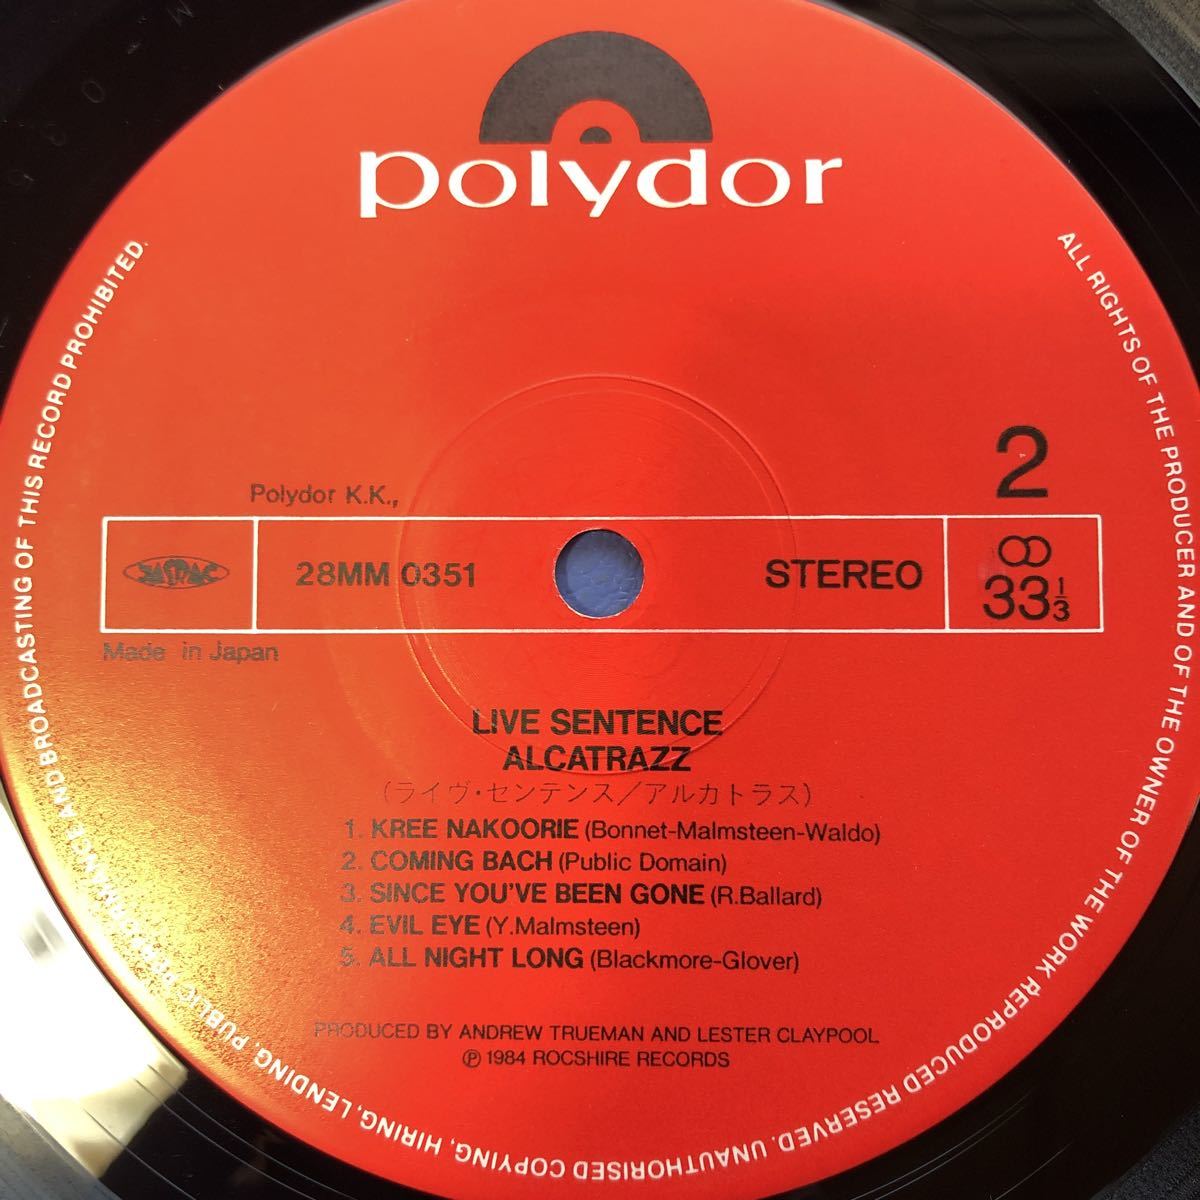 polydor
2
Polydor K.K.,
28MM 0351
STEREO
33⅓
Made in Japan
LIVE SENTENCE
ALCATRAZZ
(ライヴ・センテンス／アルカトラス)
1. KREE NAKOORIE (Bonnet-Malmsteen-Waldo)
2. COMING BACH (Public Domain)
3. SINCE YOU'VE BEEN GONE (R.Ballard)
4. EVIL EYE (Y.Malmsteen)
5. ALL NIGHT LONG (Blackmore-Glover)
PRODUCED BY ANDREW TRUEMAN AND LESTER CLAYPOOL
Ⓟ 1984 ROCSHIRE RECORDS
ALL RIGHTS OF THE PRODUCER AND OF THE OWNER OF THE WORK REPRODUCED RESERVED. UNAUTHORISED COPYING, HIRING, LENDING, PUBLIC PERFORMANCE AND BROADCASTING OF THIS RECORD PROHIBITED.